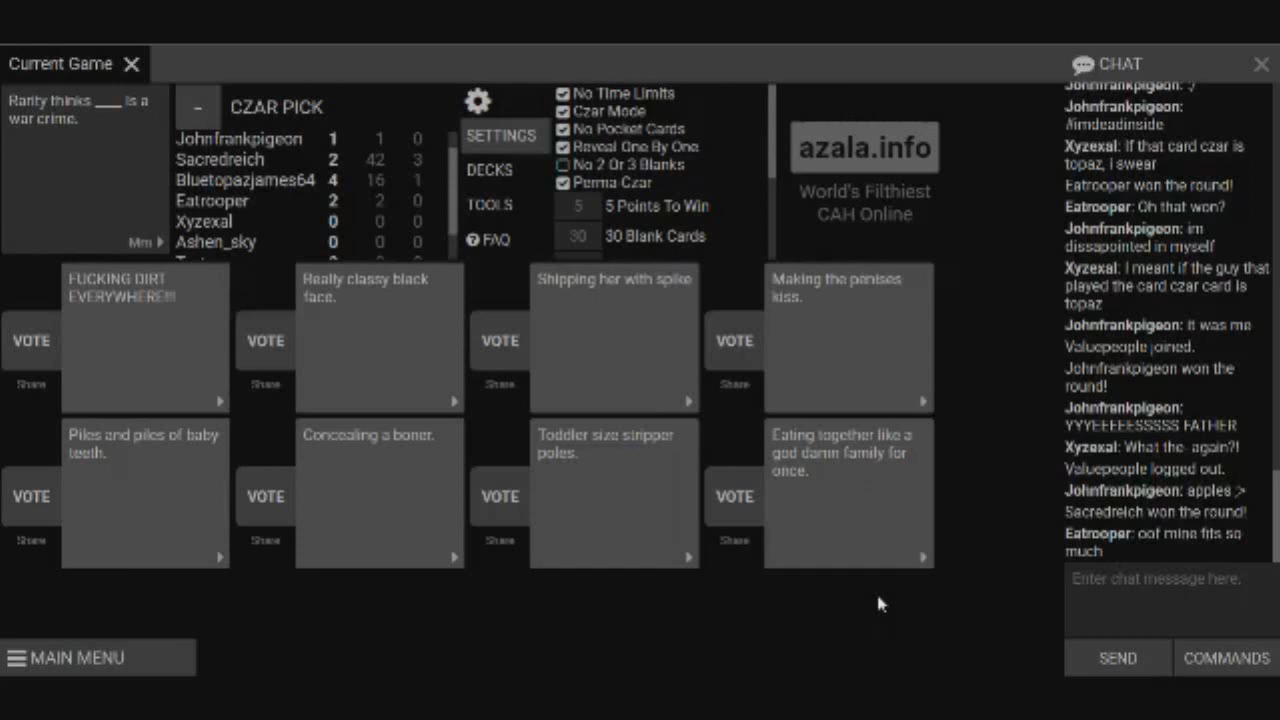 Current Game
CHAT
Rarity thinks ____ is a
war crime.
Mm
-
CZAR PICK
Johnfrankpigeon 1 1 0
Sacredreich 2 42 3
Bluetopazjames64 4 16 1
Eatrooper 2 2 0
Xyzexal 0 0 0
Ashen_sky 0 0 0
SETTINGS
DECKS
TOOLS
FAQ
No Time Limits
Czar Mode
No Pocket Cards
Reveal One By One
No 2 Or 3 Blanks
Perma Czar
5 5 Points To Win
30 30 Blank Cards
azala.info
World's Filthiest
CAH Online
VOTE
Share
FUCKING DIRT
EVERYWHERE!!!
VOTE
Share
Really classy black
face.
VOTE
Share
Shipping her with spike
VOTE
Share
Making the penises
kiss.
VOTE
Share
Piles and piles of baby
teeth.
VOTE
Share
Concealing a boner.
VOTE
Share
Toddler size stripper
poles.
VOTE
Share
Eating together like a
god damn family for
once.
MAIN MENU
Johnfrankpigeon: :/
Johnfrankpigeon:
#imdeadinside
Xyzexal: If that card czar is
topaz, I swear
Eatrooper won the round!
Eatrooper: Oh that won?
Johnfrankpigeon: im
dissapointed in myself
Xyzexal: I meant if the guy that
played the card czar card is
topaz
Johnfrankpigeon: It was me
Valuepeople joined.
Johnfrankpigeon won the
round!
Johnfrankpigeon:
YYYEEEEESSSSS FATHER
Xyzexal: What the- again?!
Valuepeople logged out.
Johnfrankpigeon: apples :>
Sacredreich won the round!
Eatrooper: oof mine fits so
much
Enter chat message here.
SEND
COMMANDS